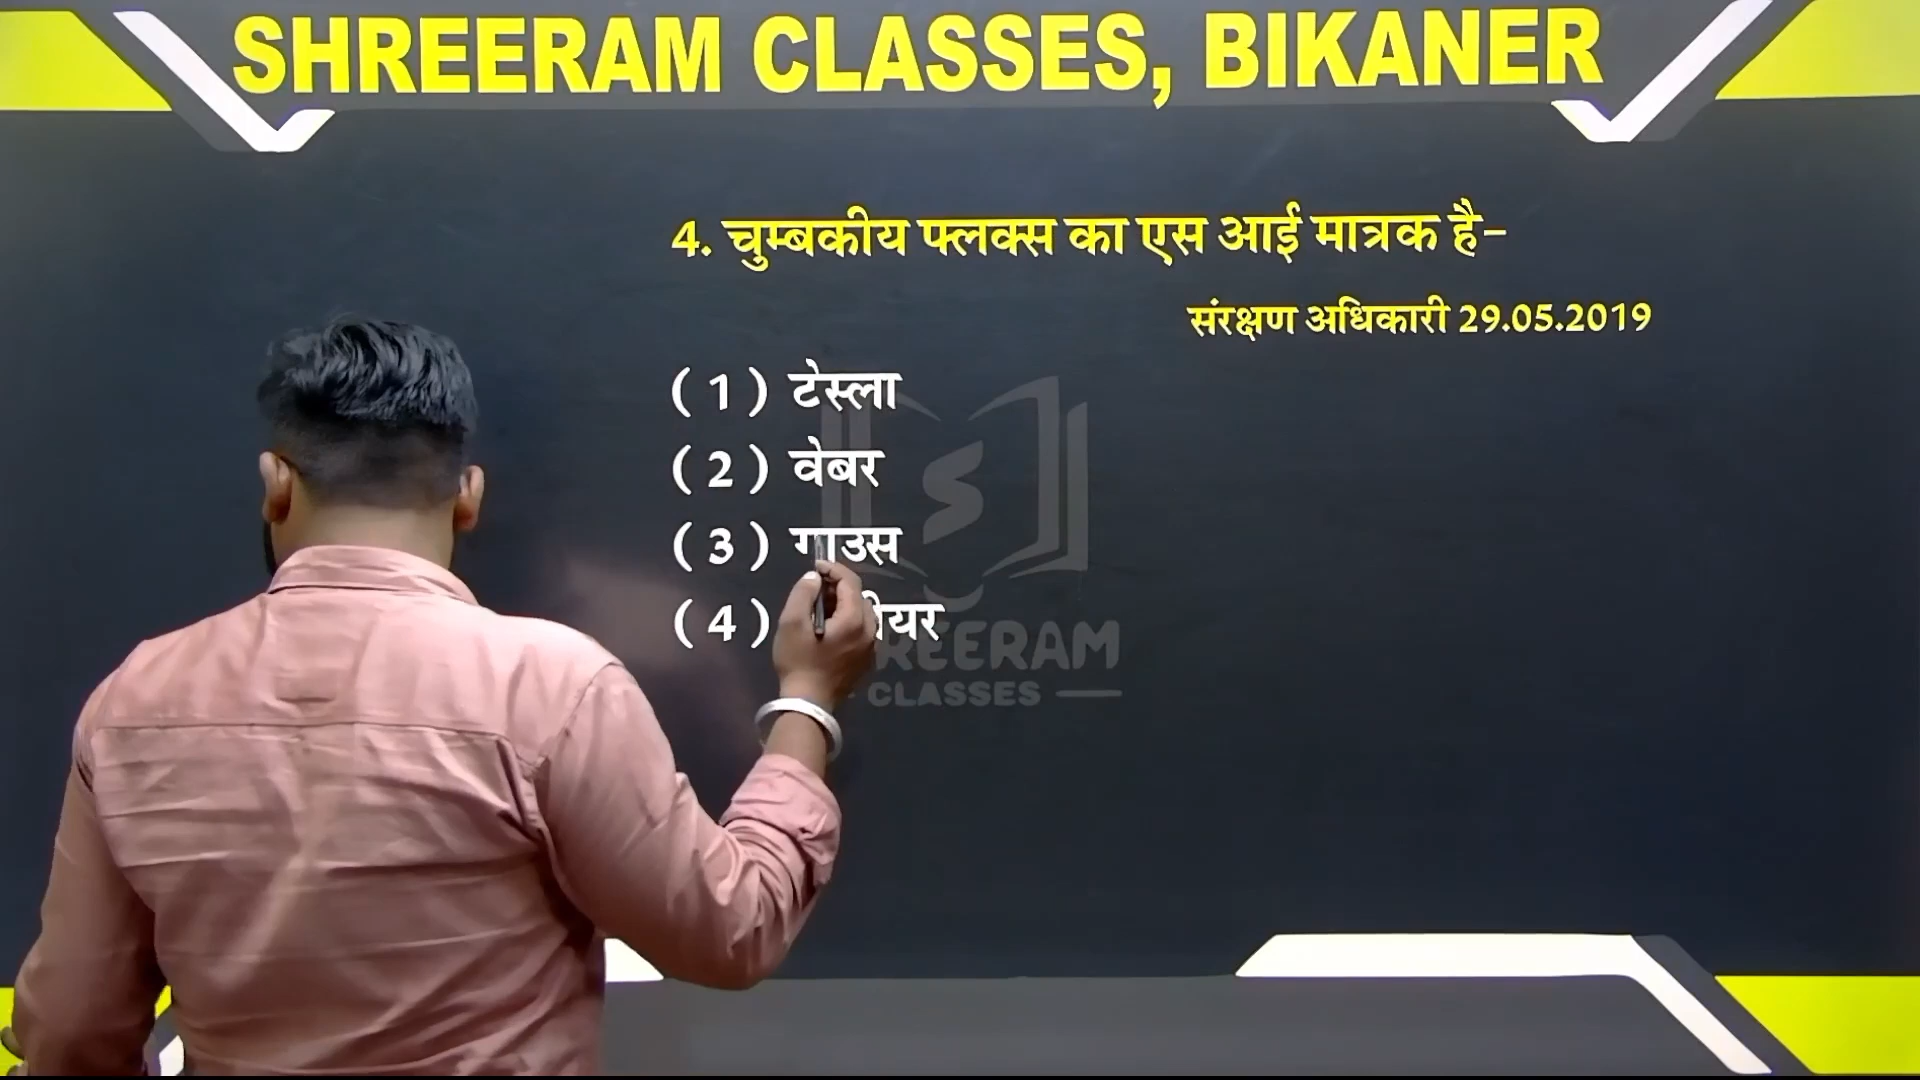 SHREERAM CLASSES, BIKANER
4. चुम्बकीय फ्लक्स का एस आई मात्रक है-
संरक्षण अधिकारी 29.05.2019
( 1 ) टेस्ला
( 2 ) वेबर
( 3 ) गाउस
( 4 )
CLASSES